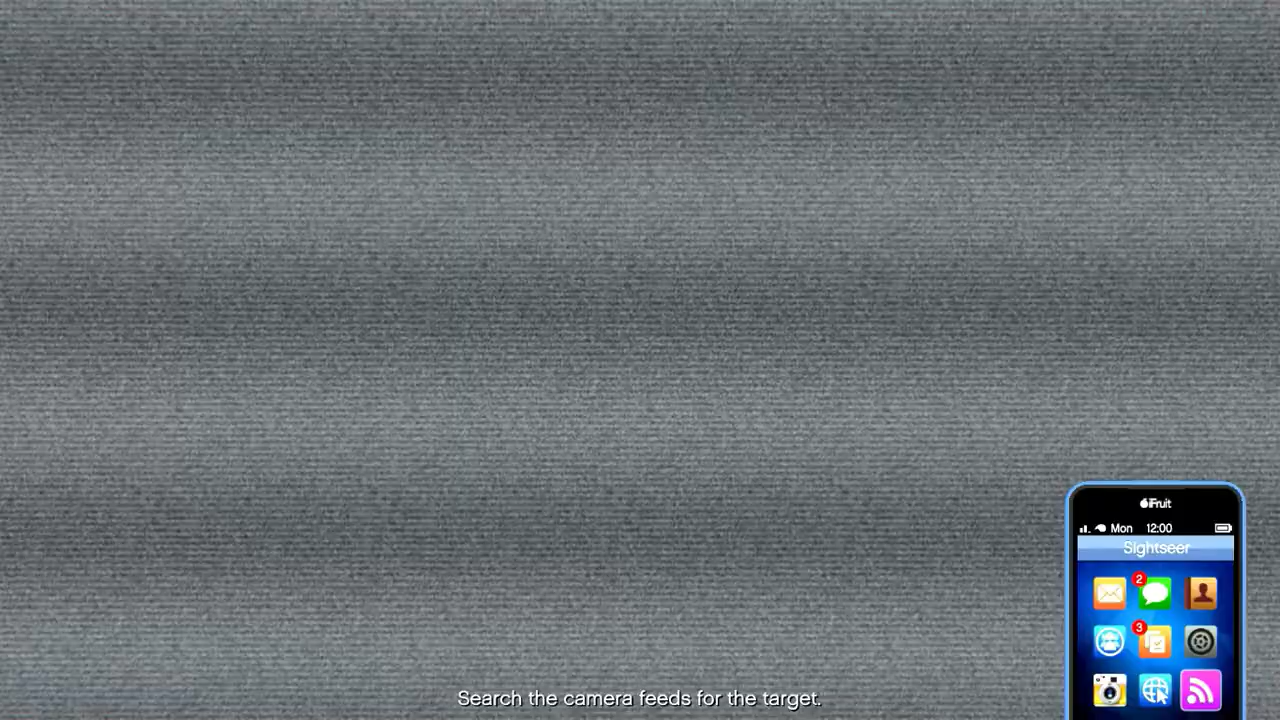 iFruit
Mon 12:00
Sightseer
2
3
Search the camera feeds for the target.